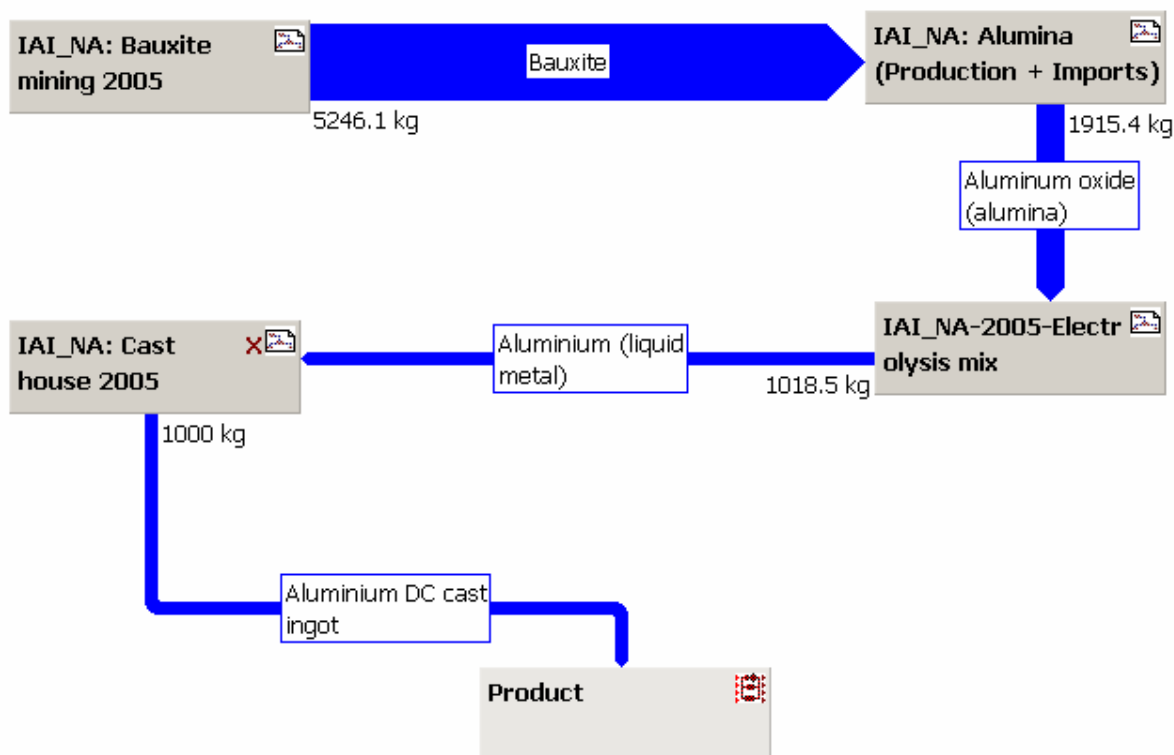 IAI_NA: Bauxite
mining 2005
Bauxite
5246.1 kg
IAI_NA: Alumina
(Production + Imports)
1915.4 kg
Aluminum oxide
(alumina)
IAI_NA-2005-Electr
olysis mix
1018.5 kg
Aluminium (liquid
metal)
IAI_NA: Cast
house 2005
X
1000 kg
Aluminium DC cast
ingot
Product